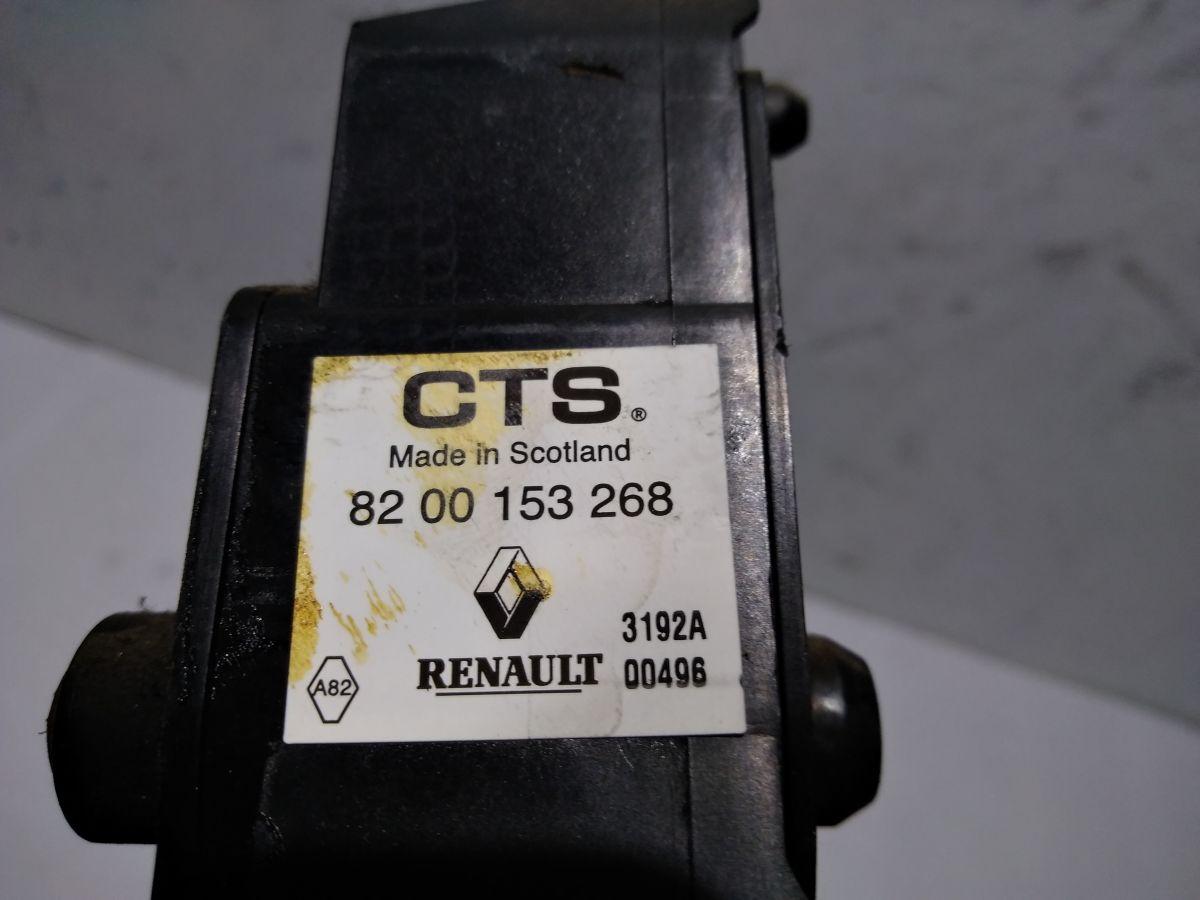 CTS®
Made in Scotland
82 00 153 268
3192A
A82
RENAULT
00496